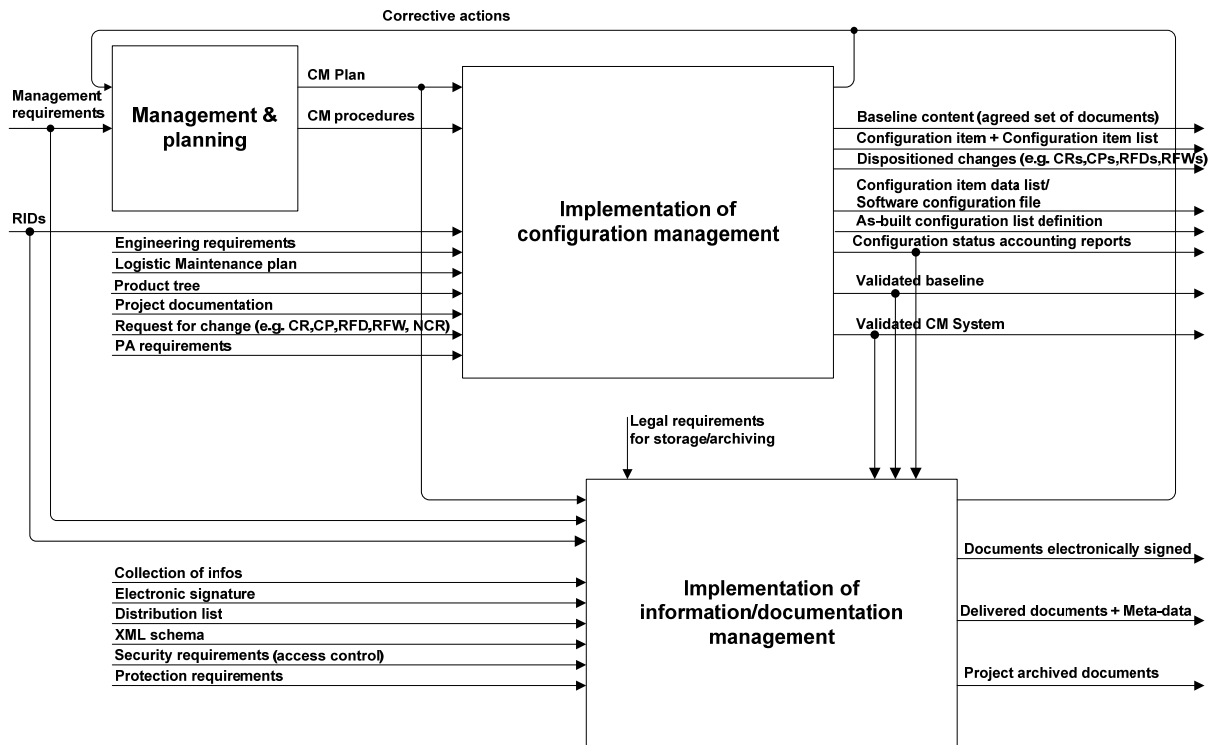 Corrective actions
CM Plan
Management
requirements
Management &
planning
CM procedures
Baseline content (agreed set of documents)
Configuration item + Configuration item list
Dispositioned changes (e.g. CRs,CPs,RFDs,RFWs)
Configuration item data list/
Software configuration file
As-built configuration list definition
Configuration status accounting reports
Validated baseline
Validated CM System
Implementation of
configuration management
RIDs
Engineering requirements
Logistic Maintenance plan
Product tree
Project documentation
Request for change (e.g. CR,CP,RFD,RFW, NCR)
PA requirements
Legal requirements
for storage/archiving
Collection of infos
Electronic signature
Distribution list
XML schema
Security requirements (access control)
Protection requirements
Implementation of
information/documentation
management
Documents electronically signed
Delivered documents + Meta-data
Project archived documents